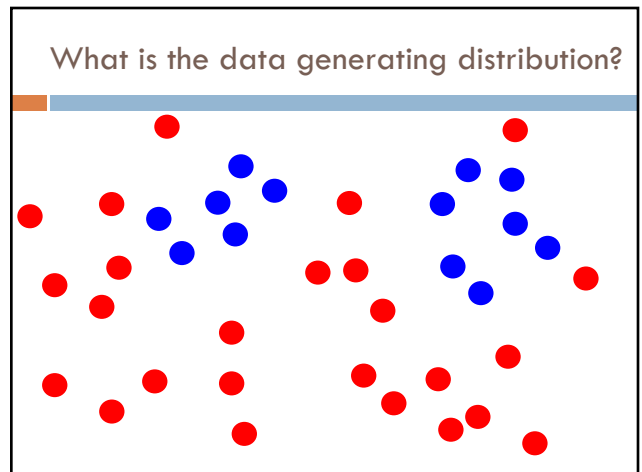 What is the data generating distribution?